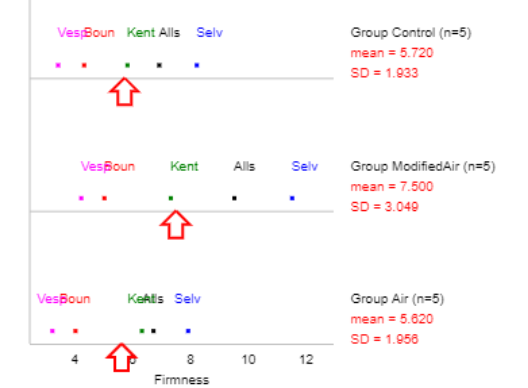 Vesp Boun Kent Alls Selv
Group Control (n=5)
mean = 5.720
SD = 1.933
Vesp Boun Kent Alls Selv
Group ModifiedAir (n=5)
mean = 7.500
SD = 3.049
Vesp Boun Kent Alls Selv
Group Air (n=5)
mean = 5.620
SD = 1.956
4 6 8 10 12
Firmness